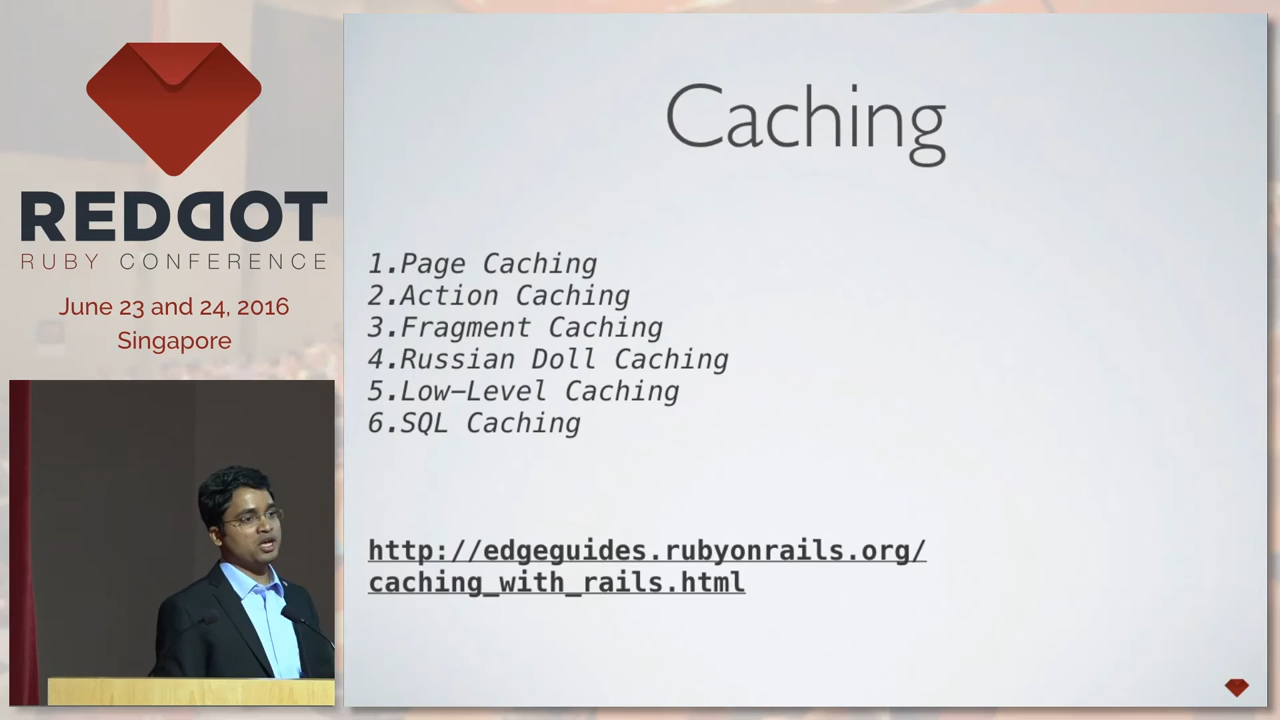 REDDOT
RUBY CONFERENCE
June 23 and 24, 2016
Singapore
Caching
1.Page Caching
2.Action Caching
3.Fragment Caching
4.Russian Doll Caching
5.Low-Level Caching
6.SQL Caching
http://edgeguides.rubyonrails.org/
caching_with_rails.html